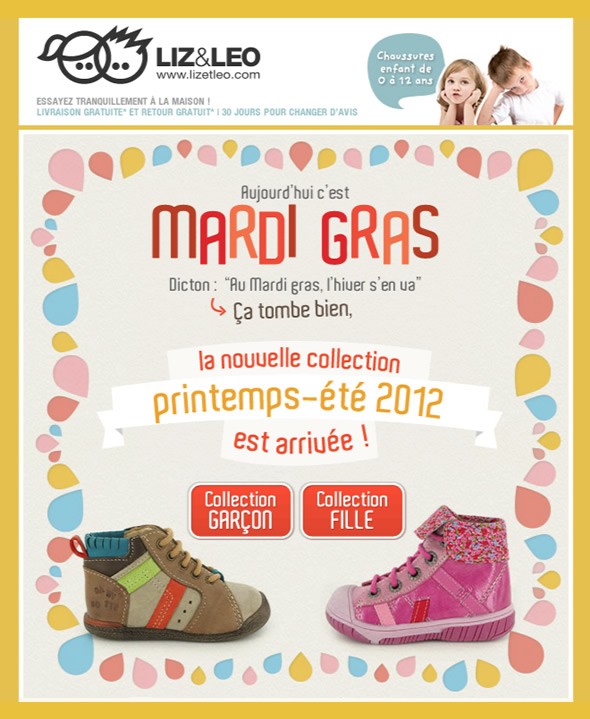 LIZ&LEO
www.lizetleo.com
Chaussures
enfant de
0 à 12 ans
ESSAYEZ TRANQUILLEMENT À LA MAISON !
LIVRAISON GRATUITE* ET RETOUR GRATUIT* | 30 JOURS POUR CHANGER D'AVIS
Aujourd'hui c'est
MARDI GRAS
Dicton : "Au Mardi gras, l'hiver s'en va"
Ça tombe bien,
la nouvelle collection
printemps-été 2012
est arrivée !
Collection
GARÇON
Collection
FILLE